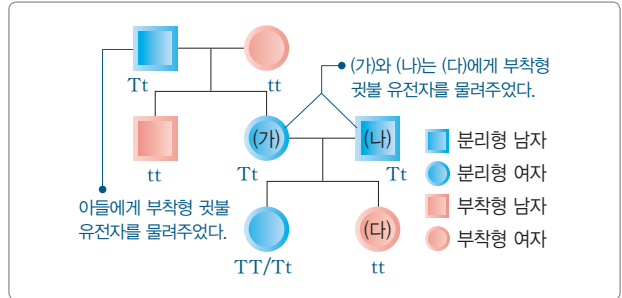 (가)와 (나)는 (다)에게 부착형
귓불 유전자를 물려주었다.
Tt
tt
(가)
(나)
tt
Tt
Tt
분리형 남자
분리형 여자
부착형 남자
부착형 여자
아들에게 부착형 귓불
유전자를 물려주었다.
(다)
TT/Tt
tt